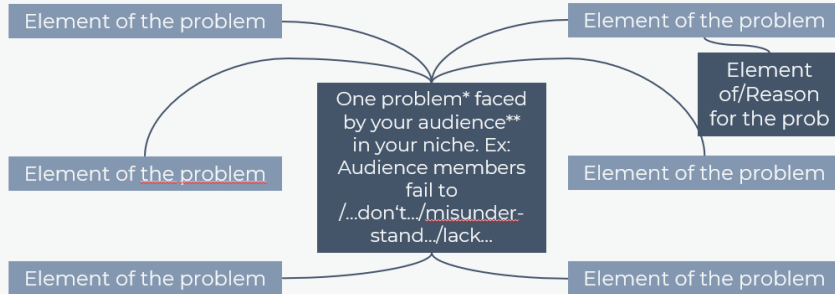 Element of the problem
Element of the problem
Element
of/Reason
for the prob
One problem* faced
by your audience**
in your niche. Ex:
Audience members
fail to
/...don't.../misunder-
stand.../lack...
Element of the problem
Element of the problem
Element of the problem
Element of the problem